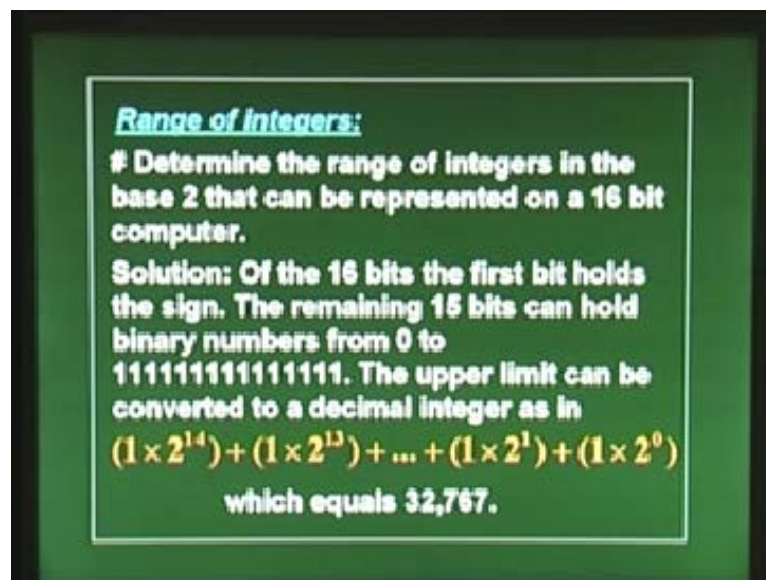 Range of integers:
# Determine the range of integers in the
base 2 that can be represented on a 16 bit
computer.
Solution: Of the 16 bits the first bit holds
the sign. The remaining 15 bits can hold
binary numbers from 0 to
111111111111111. The upper limit can be
converted to a decimal integer as in
(1 × 2¹⁴) + (1 × 2¹³) + ... + (1 × 2¹) + (1 × 2⁰)
which equals 32,767.